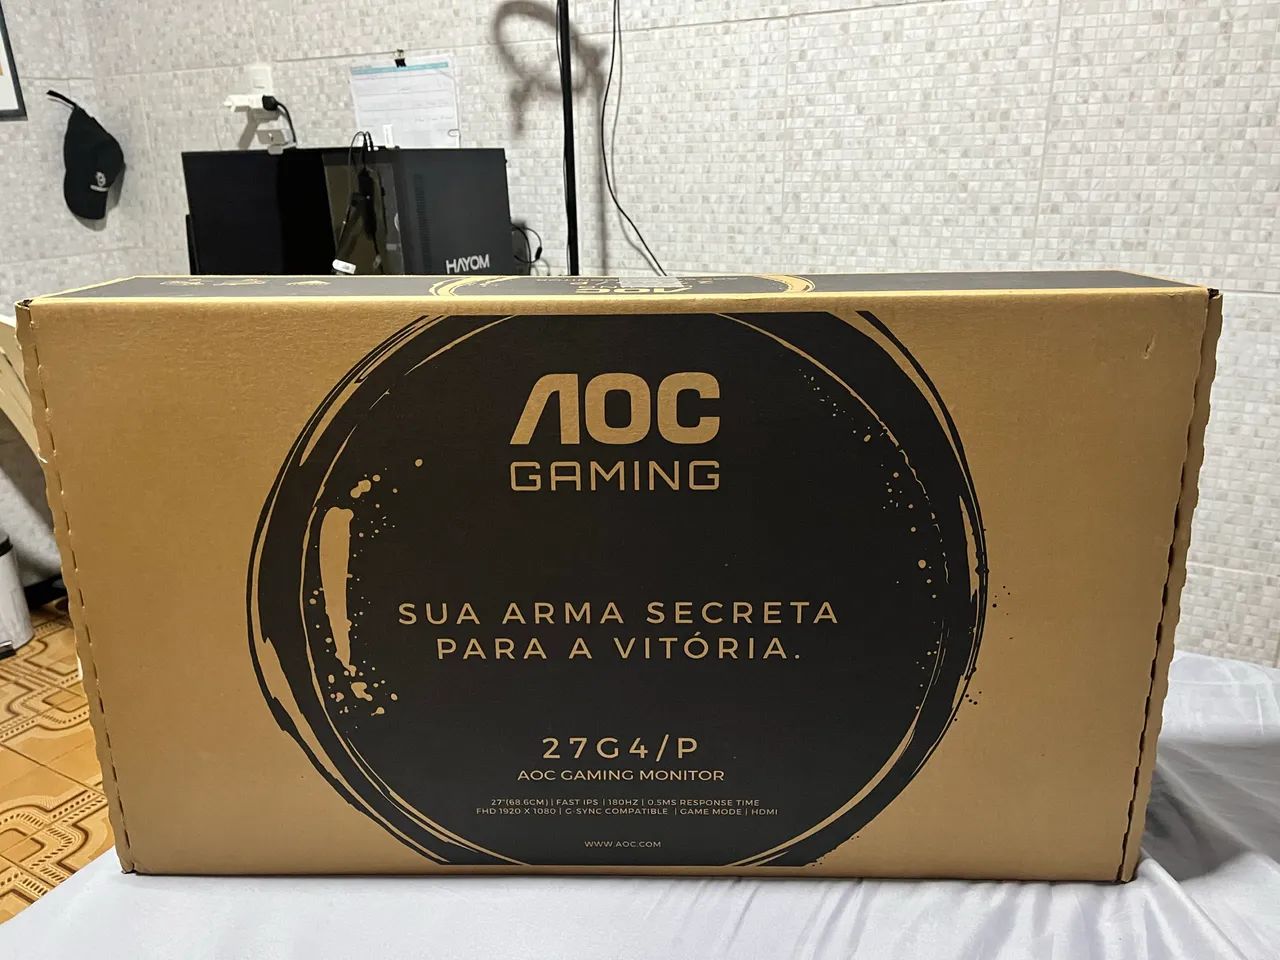 HAYOM
AOC
AOC
GAMING
SUA ARMA SECRETA
PARA A VITÓRIA.
27G4/P
AOC GAMING MONITOR
27"(68.6CM) | FAST IPS | 180HZ | 0.5MS RESPONSE TIME
FHD 1920 X 1080 | G-SYNC COMPATIBLE | GAME MODE | HDMI
WWW.AOC.COM